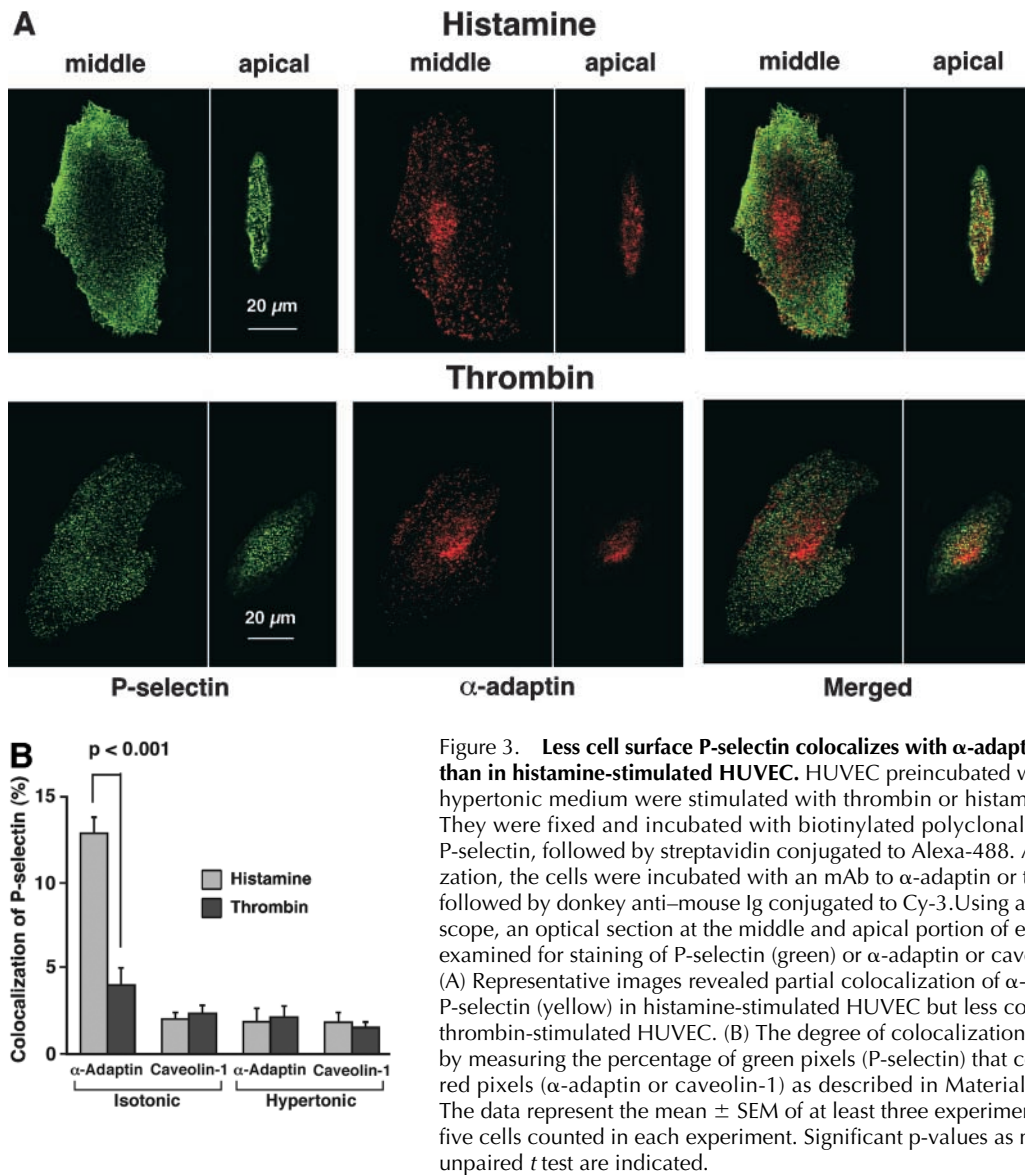 A
Histamine
middle apical middle apical middle apical
20 µm
Thrombin
20 µm
P-selectin α-adaptin Merged
B
p < 0.001
Colocalization of P-selectin (%)
15
10
5
0
Histamine
Thrombin
α-Adaptin Caveolin-1 α-Adaptin Caveolin-1
Isotonic Hypertonic
Figure 3. Less cell surface P-selectin colocalizes with α-adapt
than in histamine-stimulated HUVEC. HUVEC preincubated w
hypertonic medium were stimulated with thrombin or histam
They were fixed and incubated with biotinylated polyclonal
P-selectin, followed by streptavidin conjugated to Alexa-488. A
zation, the cells were incubated with an mAb to α-adaptin or t
followed by donkey anti–mouse Ig conjugated to Cy-3.Using a
scope, an optical section at the middle and apical portion of e
examined for staining of P-selectin (green) or α-adaptin or cave
(A) Representative images revealed partial colocalization of α-
P-selectin (yellow) in histamine-stimulated HUVEC but less co
thrombin-stimulated HUVEC. (B) The degree of colocalization
by measuring the percentage of green pixels (P-selectin) that c
red pixels (α-adaptin or caveolin-1) as described in Material
The data represent the mean ± SEM of at least three experimen
five cells counted in each experiment. Significant p-values as r
unpaired t test are indicated.